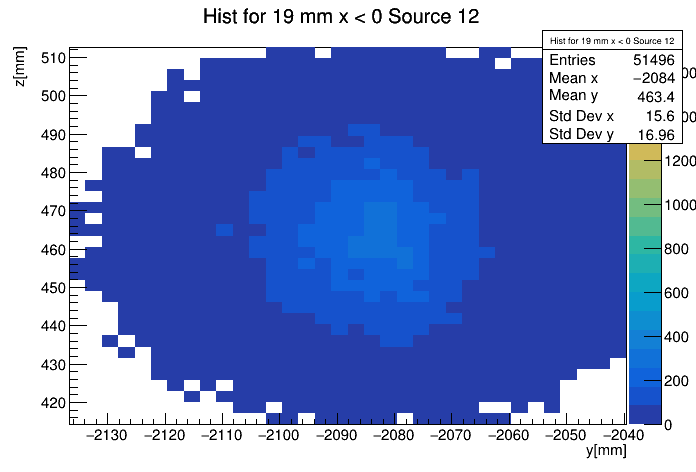 Hist for 19 mm x < 0 Source 12
Hist for 19 mm x < 0 Source 12
Entries 51496
Mean x −2084
Mean y 463.4
Std Dev x 15.6
Std Dev y 16.96
z[mm]
510
500
490
480
470
460
450
440
430
420
1200
1000
800
600
400
200
0
−2130 −2120 −2110 −2100 −2090 −2080 −2070 −2060 −2050 −2040
y[mm]